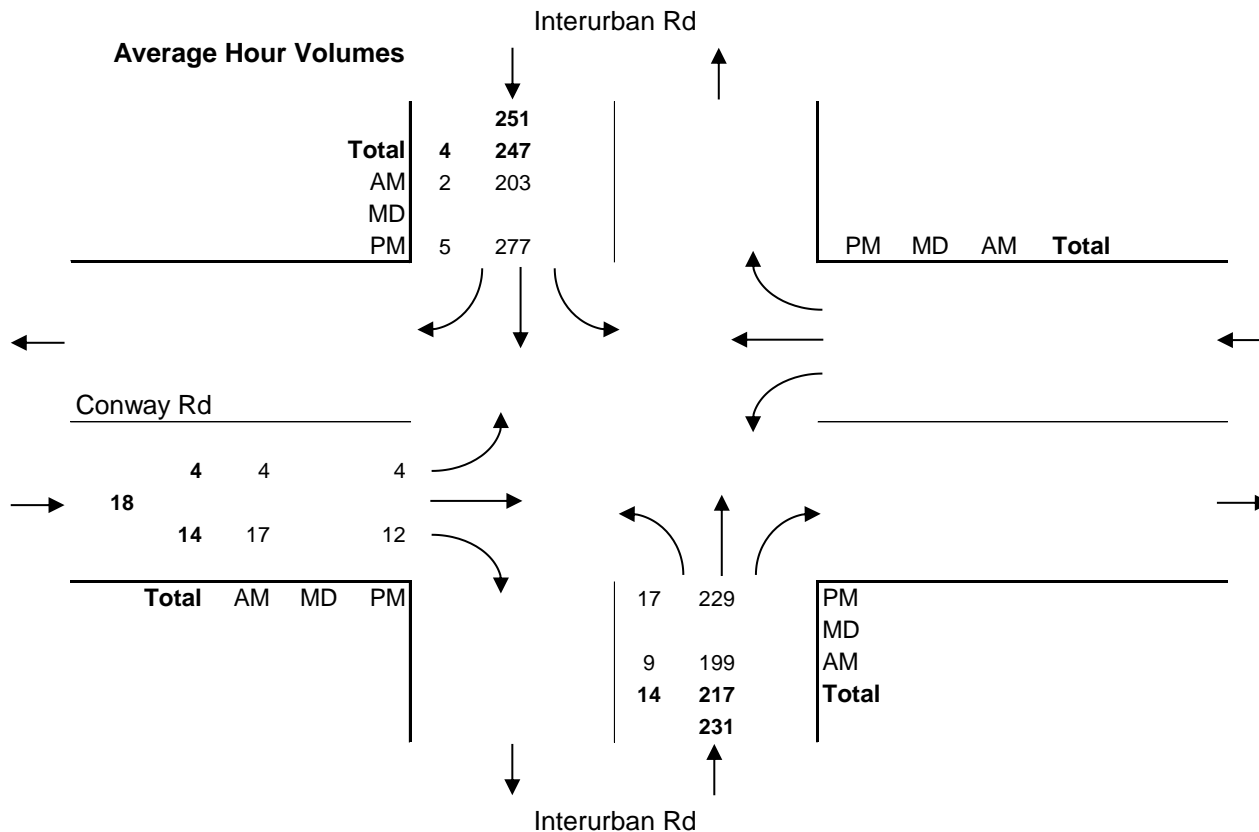 Interurban Rd
Average Hour Volumes
251
Total 4 247
AM 2 203
MD
PM 5 277
PM MD AM Total
Conway Rd
4 4 4
18
14 17 12
Total AM MD PM
17 229 PM
MD
9 199 AM
14 217 Total
231
Interurban Rd